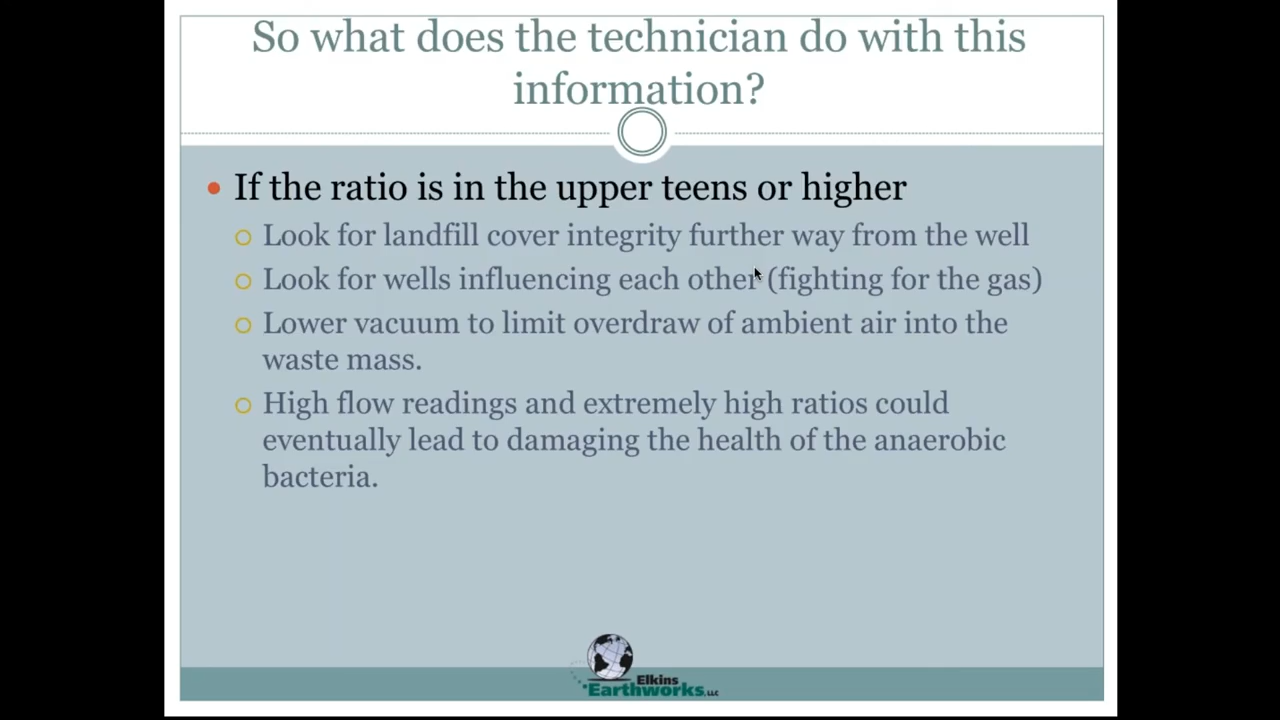 So what does the technician do with this
information?
If the ratio is in the upper teens or higher
Look for landfill cover integrity further way from the well
Look for wells influencing each other (fighting for the gas)
Lower vacuum to limit overdraw of ambient air into the
waste mass.
High flow readings and extremely high ratios could
eventually lead to damaging the health of the anaerobic
bacteria.
Elkins
Earthworks, LLC